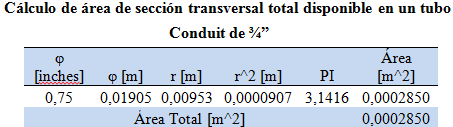 Cálculo de área de sección transversal total disponible en un tubo
Conduit de ¾”
φ [inches] φ [m] r [m] r^2 [m] PI Área [m^2]
0,75 0,01905 0,00953 0,0000907 3,1416 0,0002850
Área Total [m^2] 0,0002850